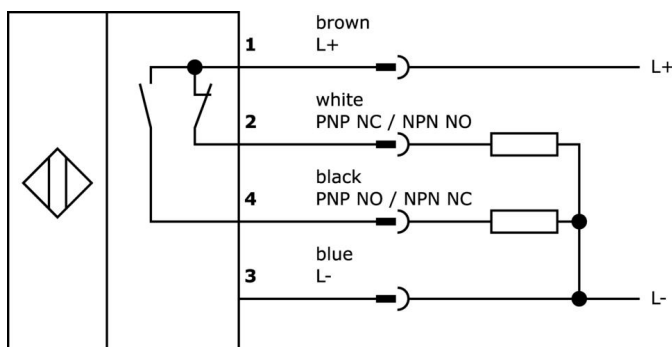 brown
1
L+
L+
white
2
PNP NC / NPN NO
black
4
PNP NO / NPN NC
blue
3
L-
L-